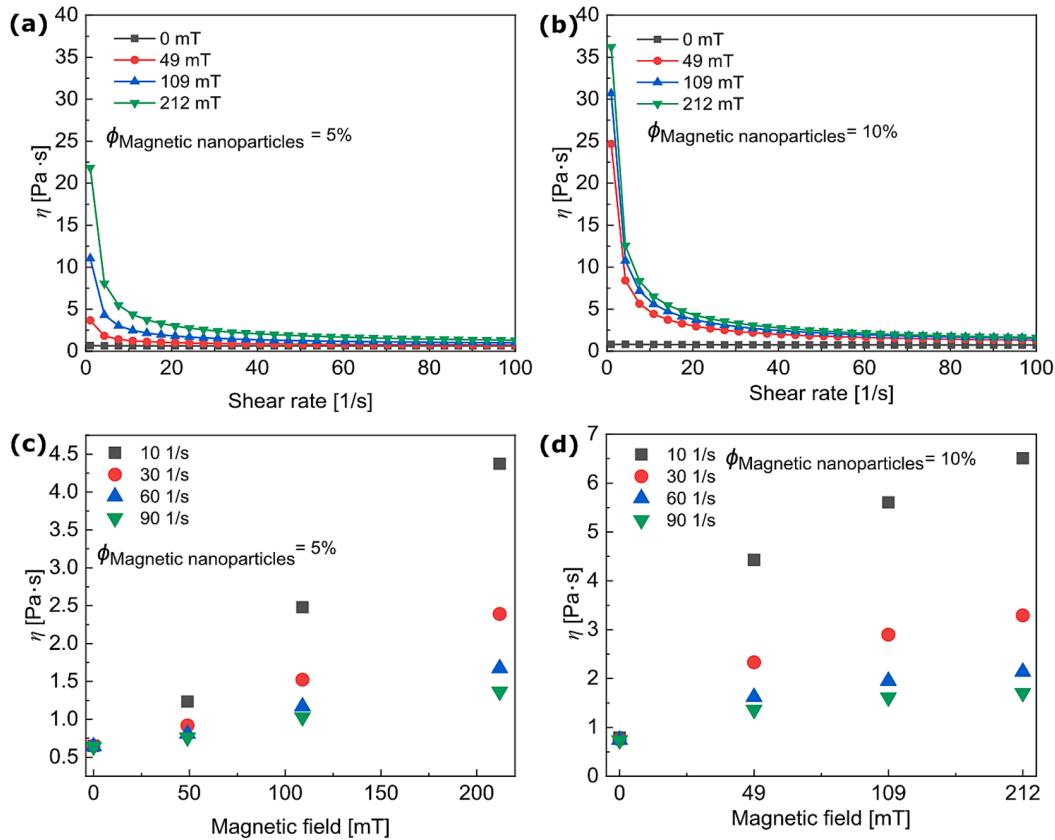 (a)
40
35
30
25
20
15
10
5
0
η [Pa·s]
0 mT
49 mT
109 mT
212 mT
ϕMagnetic nanoparticles = 5%
0 20 40 60 80 100
Shear rate [1/s]
(b)
40
35
30
25
20
15
10
5
0
η [Pa·s]
0 mT
49 mT
109 mT
212 mT
ϕMagnetic nanoparticles = 10%
0 20 40 60 80 100
Shear rate [1/s]
(c)
4.5
4.0
3.5
3.0
2.5
2.0
1.5
1.0
0.5
η [Pa·s]
10 1/s
30 1/s
60 1/s
90 1/s
ϕMagnetic nanoparticles = 5%
0 50 100 150 200
Magnetic field [mT]
(d)
7
6
5
4
3
2
1
0
η [Pa·s]
10 1/s
30 1/s
60 1/s
90 1/s
ϕMagnetic nanoparticles = 10%
0 49 109 212
Magnetic field [mT]